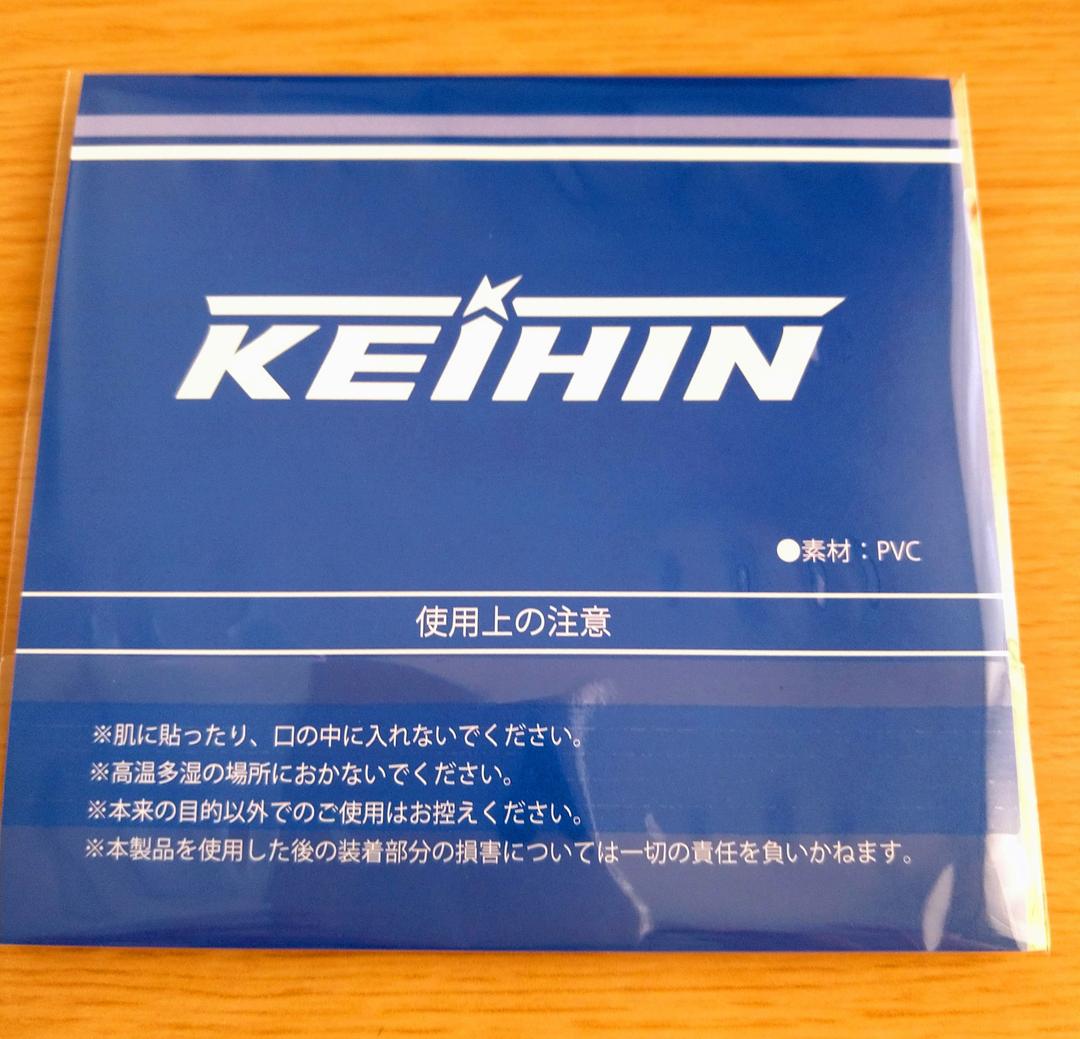 KEIHIN
●素材：PVC
使用上の注意
※肌に貼ったり、口の中に入れないでください。
※高温多湿の場所におかないでください。
※本来の目的以外でのご使用はお控えください。
※本製品を使用した後の装着部分の損害については一切の責任を負いかねます。